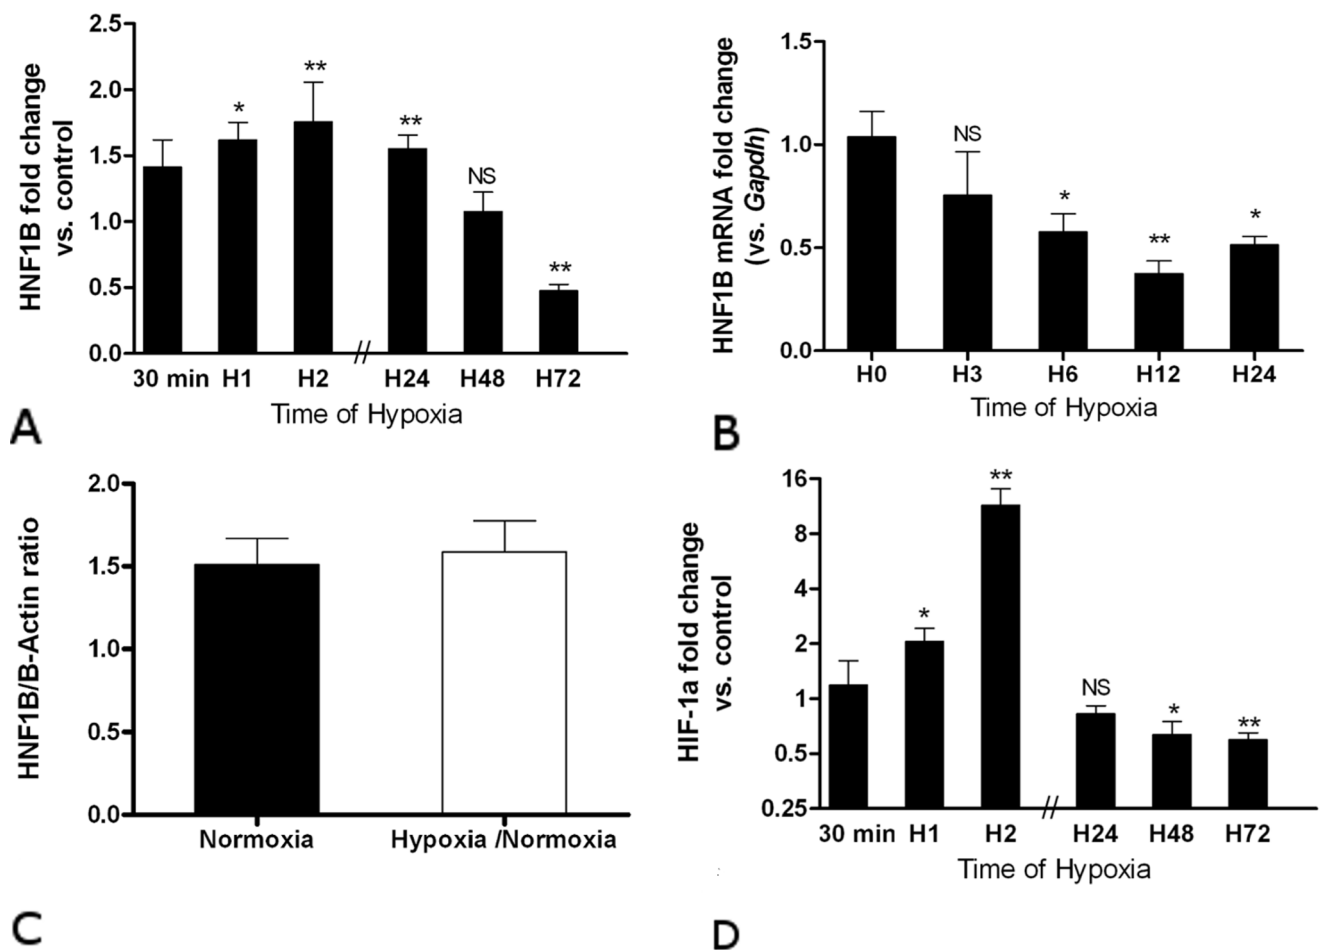 HNF1B fold change
vs. control
2.5
2.0
1.5
1.0
0.5
0.0
*
**
**
NS
**
30 min H1 H2 // H24 H48 H72
Time of Hypoxia
A
HNF1B mRNA fold change
(vs. Gapdh)
1.5
1.0
0.5
0.0
NS
*
**
*
H0 H3 H6 H12 H24
Time of Hypoxia
B
HNF1B/B-Actin ratio
2.0
1.5
1.0
0.5
0.0
Normoxia Hypoxia /Normoxia
C
HIF-1a fold change
vs. control
16
8
4
2
1
0.5
0.25
*
**
NS
*
**
30 min H1 H2 // H24 H48 H72
Time of Hypoxia
D